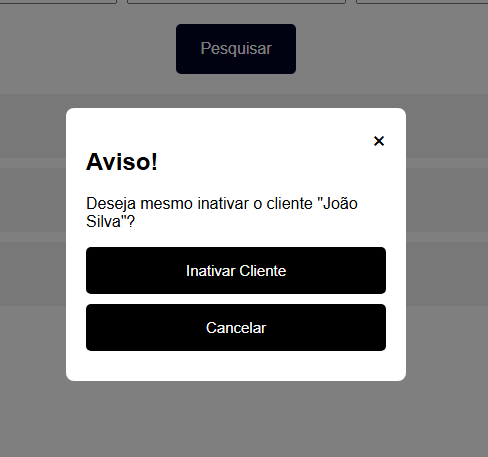 Pesquisar
×
Aviso!
Deseja mesmo inativar o cliente "João
Silva"?
Inativar Cliente
Cancelar